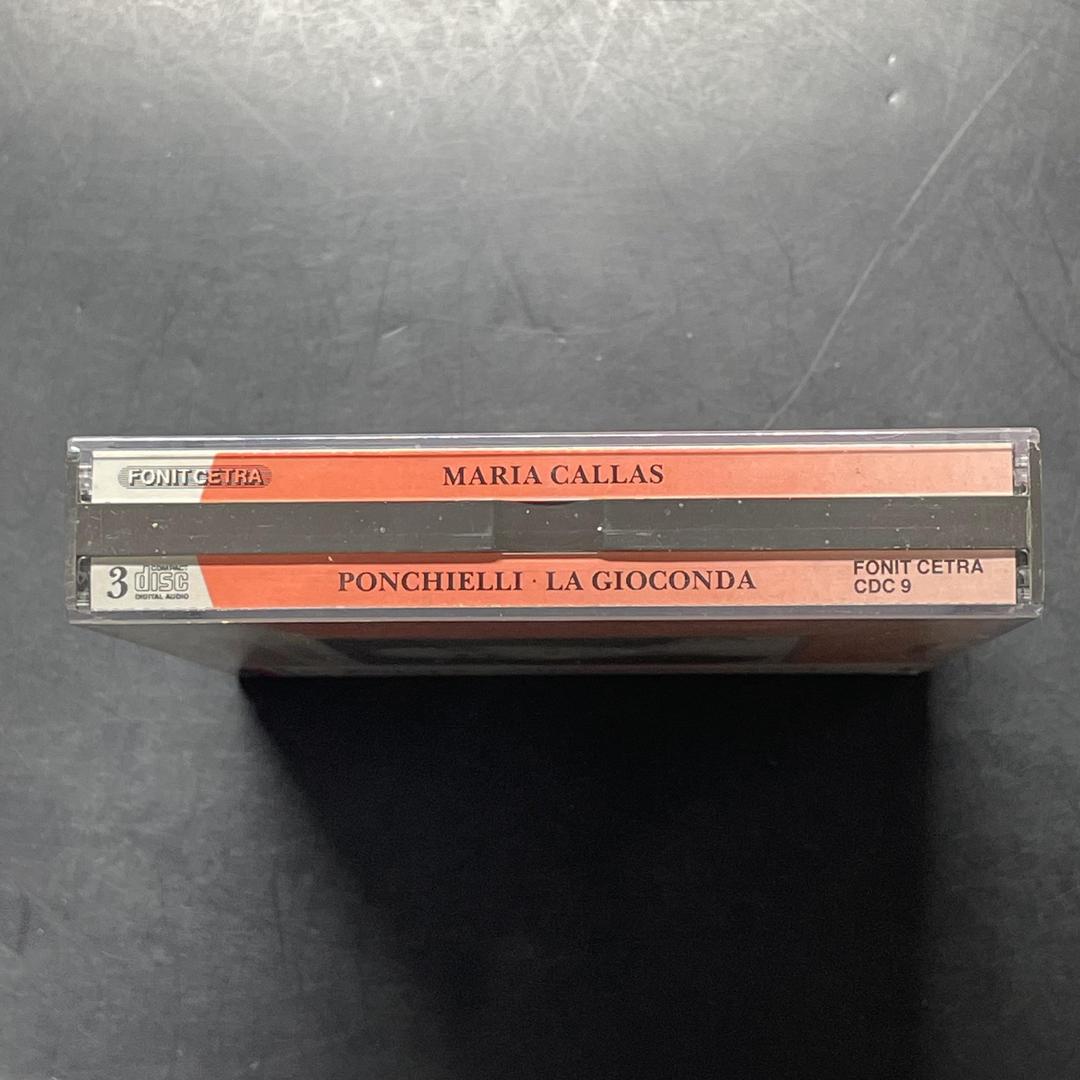 FONIT CETRA
MARIA CALLAS
3
COMPACT
disc
DIGITAL AUDIO
PONCHIELLI · LA GIOCONDA
FONIT CETRA
CDC 9